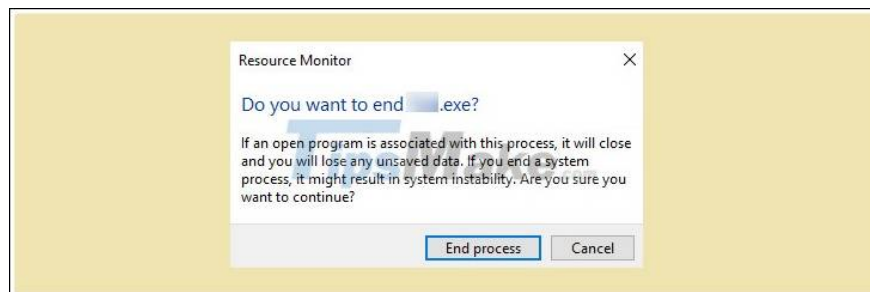 Resource Monitor
Do you want to end .exe?
If an open program is associated with this process, it will close
and you will lose any unsaved data. If you end a system
process, it might result in system instability. Are you sure you
want to continue?
TipsMake.com
End process
Cancel